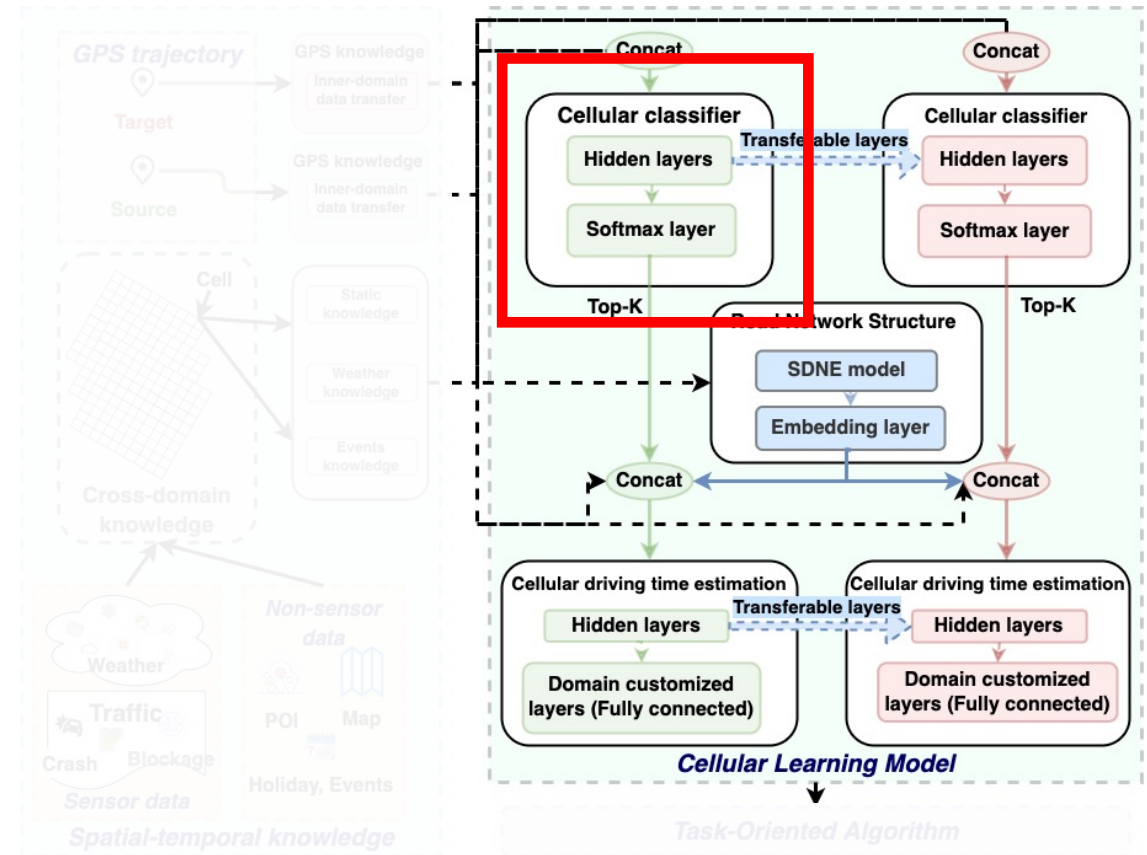 GPS trajectory
Target
Source
GPS knowledge
Inner-domain
data transfer
GPS knowledge
Inner-domain
data transfer
Cell
Cross-domain
knowledge
Static
knowledge
Weather
knowledge
Events
knowledge
Weather
Traffic
Crash
Blockage
Sensor data
Non-sensor
data
POI
Map
Holiday, Events
Spatial-temporal knowledge
Concat
Cellular classifier
Hidden layers
Softmax layer
Top-K
Transferable layers
Concat
Cellular classifier
Hidden layers
Softmax layer
Top-K
Road Network Structure
SDNE model
Embedding layer
Concat
Concat
Cellular driving time estimation
Hidden layers
Domain customized
layers (Fully connected)
Transferable layers
Cellular driving time estimation
Hidden layers
Domain customized
layers (Fully connected)
Cellular Learning Model
Task-Oriented Algorithm